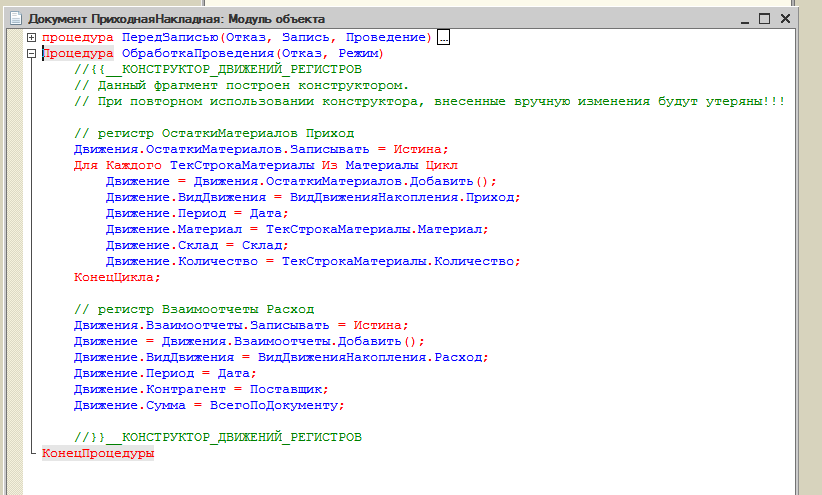 Документ ПриходнаяНакладная: Модуль объекта
процедура ПередЗаписью(Отказ, Запись, Проведение) ...
Процедура ОбработкаПроведения(Отказ, Режим)
//{{__КОНСТРУКТОР_ДВИЖЕНИЙ_РЕГИСТРОВ
// Данный фрагмент построен конструктором.
// При повторном использовании конструктора, внесенные вручную изменения будут утеряны!!!
// регистр ОстаткиМатериалов Приход
Движения.ОстаткиМатериалов.Записывать = Истина;
Для Каждого ТекСтрокаМатериалы Из Материалы Цикл
Движение = Движения.ОстаткиМатериалов.Добавить();
Движение.ВидДвижения = ВидДвиженияНакопления.Приход;
Движение.Период = Дата;
Движение.Материал = ТекСтрокаМатериалы.Материал;
Движение.Склад = Склад;
Движение.Количество = ТекСтрокаМатериалы.Количество;
КонецЦикла;
// регистр Взаимоотчеты Расход
Движения.Взаимоотчеты.Записывать = Истина;
Движение = Движения.Взаимоотчеты.Добавить();
Движение.ВидДвижения = ВидДвиженияНакопления.Расход;
Движение.Период = Дата;
Движение.Контрагент = Поставщик;
Движение.Сумма = ВсегоПоДокументу;
//}}__КОНСТРУКТОР_ДВИЖЕНИЙ_РЕГИСТРОВ
КонецПроцедуры